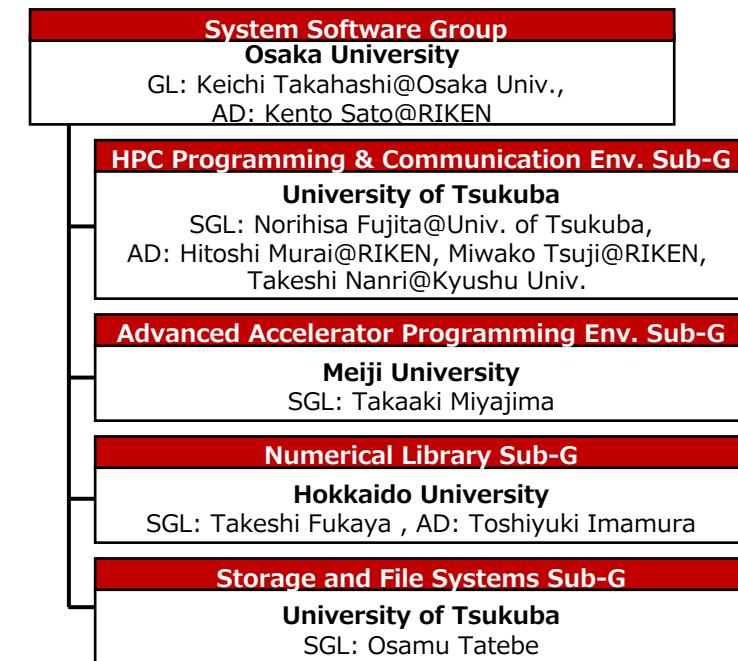 System Software Group
Osaka University
GL: Keichi Takahashi@Osaka Univ.,
AD: Kento Sato@RIKEN
HPC Programming & Communication Env. Sub-G
University of Tsukuba
SGL: Norihisa Fujita@Univ. of Tsukuba,
AD: Hitoshi Murai@RIKEN, Miwako Tsuji@RIKEN,
Takeshi Nanri@Kyushu Univ.
Advanced Accelerator Programming Env. Sub-G
Meiji University
SGL: Takaaki Miyajima
Numerical Library Sub-G
Hokkaido University
SGL: Takeshi Fukaya , AD: Toshiyuki Imamura
Storage and File Systems Sub-G
University of Tsukuba
SGL: Osamu Tatebe